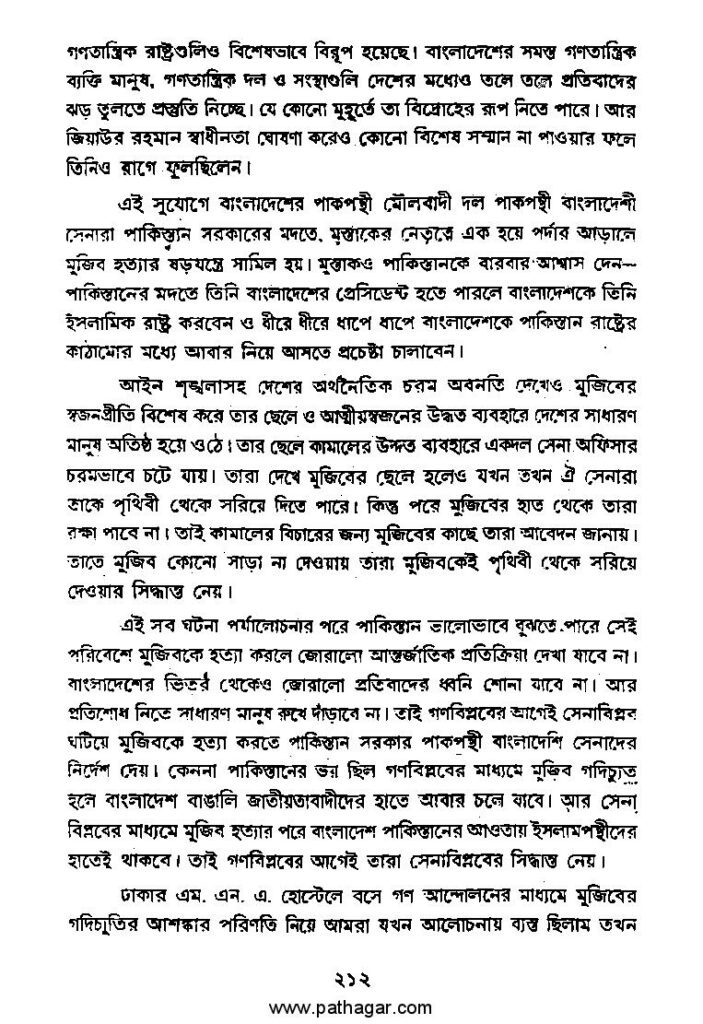 গণতান্ত্রিক রাষ্ট্রগুলিও বিশেষভাবে বিরূপ হয়েছে। বাংলাদেশের সমস্ত গণতান্ত্রিক
ব্যক্তি মানুষ, গণতান্ত্রিক দল ও সংস্থাগুলি দেশের মধ্যেও তলে তলে প্রতিবাদের
ঝড় তুলতে প্রস্তুতি নিচ্ছে। যে কোনো মুহূর্তে তা বিদ্রোহের রূপ নিতে পারে। আর
জিয়াউর রহমান স্বাধীনতা ঘোষণা করেও কোনো বিশেষ সম্মান না পাওয়ার ফলে
তিনিও রাগে ফুলছিলেন।
এই সুযোগে বাংলাদেশের পাকপন্থী মৌলবাদী দল পাকপন্থী বাংলাদেশী
সেনারা পাকিস্তান সরকারের মদতে, মুস্তাকের নেতৃত্বে এক হয়ে পর্দার আড়ালে
মুজিব হত্যার ষড়যন্ত্রে সামিল হয়। মুস্তাকও পাকিস্তানকে বারবার আশ্বাস দেন—
পাকিস্তানের মদতে তিনি বাংলাদেশের প্রেসিডেন্ট হতে পারলে বাংলাদেশকে তিনি
ইসলামিক রাষ্ট্র করবেন ও ধীরে ধীরে ধাপে ধাপে বাংলাদেশকে পাকিস্তান রাষ্ট্রের
কাঠামোর মধ্যে আবার নিয়ে আসতে প্রচেষ্টা চালাবেন।
আইন শৃঙ্খলাসহ দেশের অর্থনৈতিক চরম অবনতি দেখেও মুজিবের
স্বজনপ্রীতি বিশেষ করে তার ছেলে ও আত্মীয়স্বজনের উদ্ধত ব্যবহারে দেশের সাধারণ
মানুষ অতিষ্ঠ হয়ে ওঠে। তার ছেলে কামালের উদ্দত ব্যবহারে একদল সেনা অফিসার
চরমভাবে চটে যায়। তারা দেখে মুজিবের ছেলে হলেও যখন তখন ঐ সেনারা
তাকে পৃথিবী থেকে সরিয়ে দিতে পারে। কিন্তু পরে মুজিবের হাত থেকে তারা
রক্ষা পাবে না। তাই কামালের বিচারের জন্য মুজিবের কাছে তারা আবেদন জানায়।
তাতে মুজিব কোনো সাড়া না দেওয়ায় তারা মুজিবকেই পৃথিবী থেকে সরিয়ে
দেওয়ার সিদ্ধান্ত নেয়।
এই সব ঘটনা পর্যালোচনার পরে পাকিস্তান ভালোভাবে বুঝতে পারে সেই
পরিবেশে মুজিবকে হত্যা করলে জোরালো আন্তর্জাতিক প্রতিক্রিয়া দেখা যাবে না।
বাংলাদেশের ভিতর থেকেও জোরালো প্রতিবাদের ধ্বনি শোনা যাবে না। আর
প্রতিশোধ নিতে সাধারণ মানুষ রুখে দাঁড়াবে না। তাই গণবিপ্লবের আগেই সেনাবিপ্লব
ঘটিয়ে মুজিবকে হত্যা করতে পাকিস্তান সরকার পাকপন্থী বাংলাদেশি সেনাদের
নির্দেশ দেয়। কেননা পাকিস্তানের ভয় ছিল গণবিপ্লবের মাধ্যমে মুজিব গদিচ্যুত
হলে বাংলাদেশ বাঙালি জাতীয়তাবাদীদের হাতে আবার চলে যাবে। আর সেনা
বিপ্লবের মাধ্যমে মুজিব হত্যার পরে বাংলাদেশ পাকিস্তানের আওতায় ইসলামপন্থীদের
হাতেই থাকবে। তাই গণবিপ্লবের আগেই তারা সেনাবিপ্লবের সিদ্ধান্ত নেয়।
ঢাকার এম. এন. এ. হোস্টেলে বসে গণ আন্দোলনের মাধ্যমে মুজিবের
গদিচ্যুতির আশঙ্কার পরিণতি নিয়ে আমরা যখন আলোচনায় ব্যস্ত ছিলাম তখন
২১২
www.pathagar.com